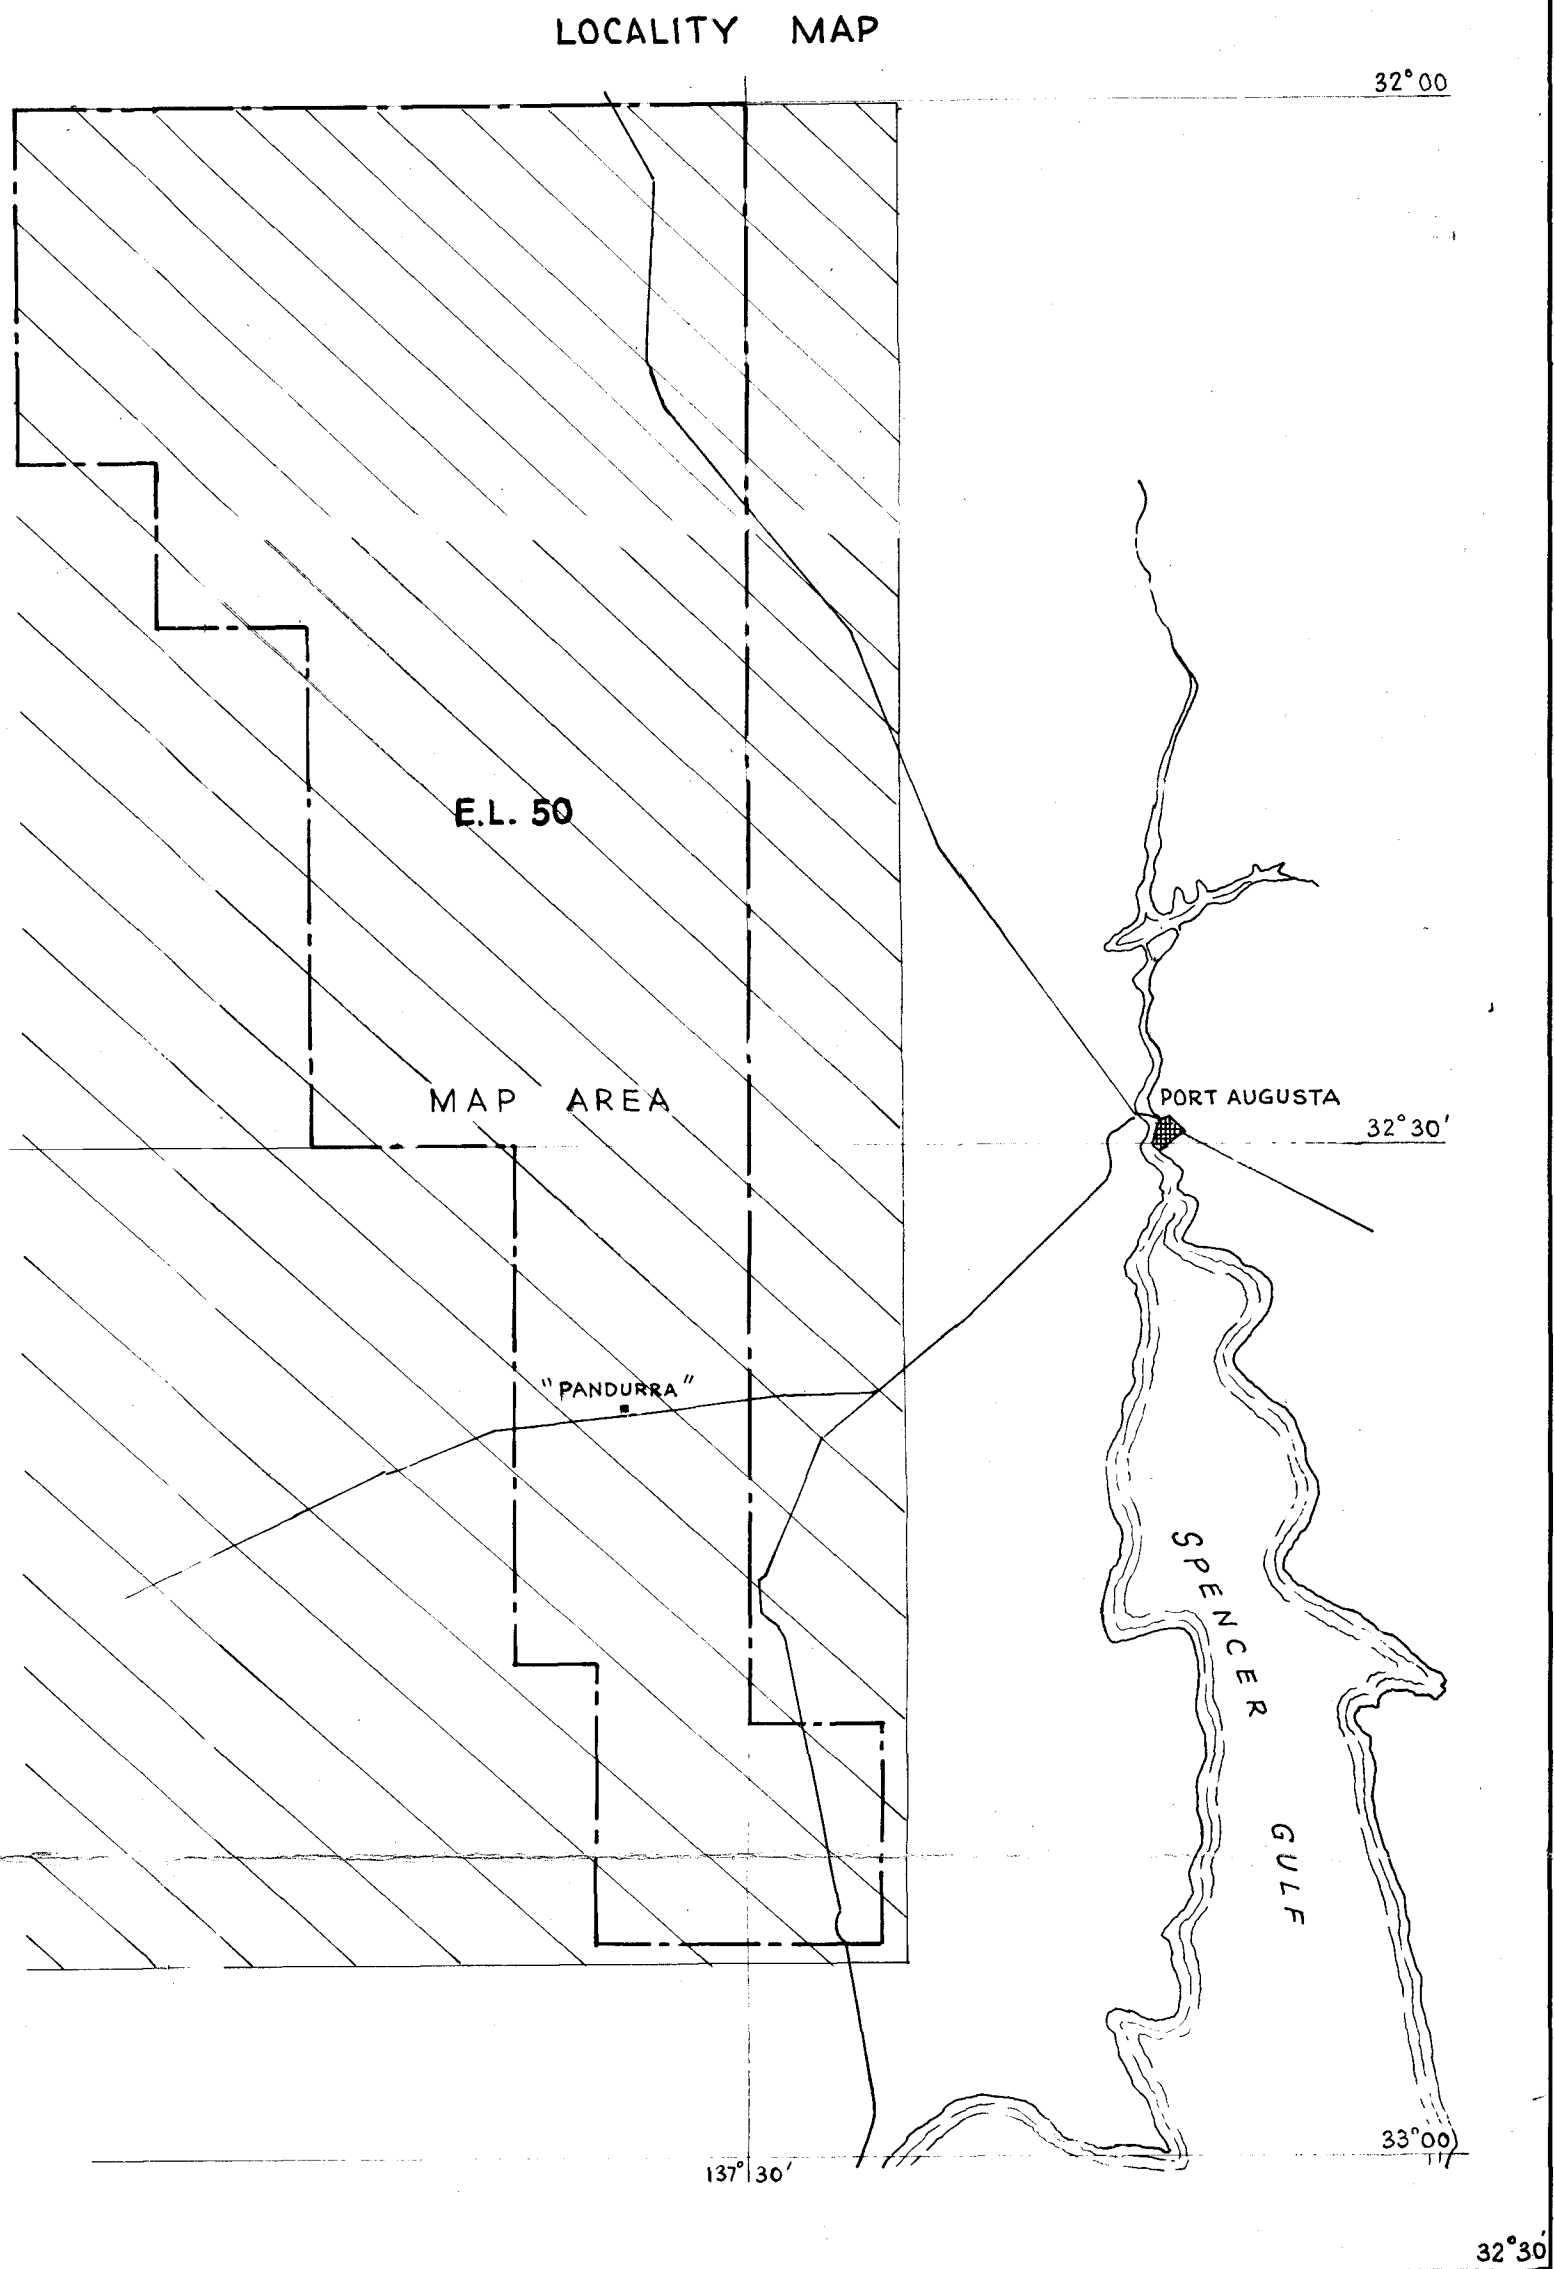 LOCALITY MAP
32°00
E.L. 50
MAP AREA
PORT AUGUSTA
32°30'
"PANDURRA"
SPENCER GULF
33°00
137°30'
32°30'